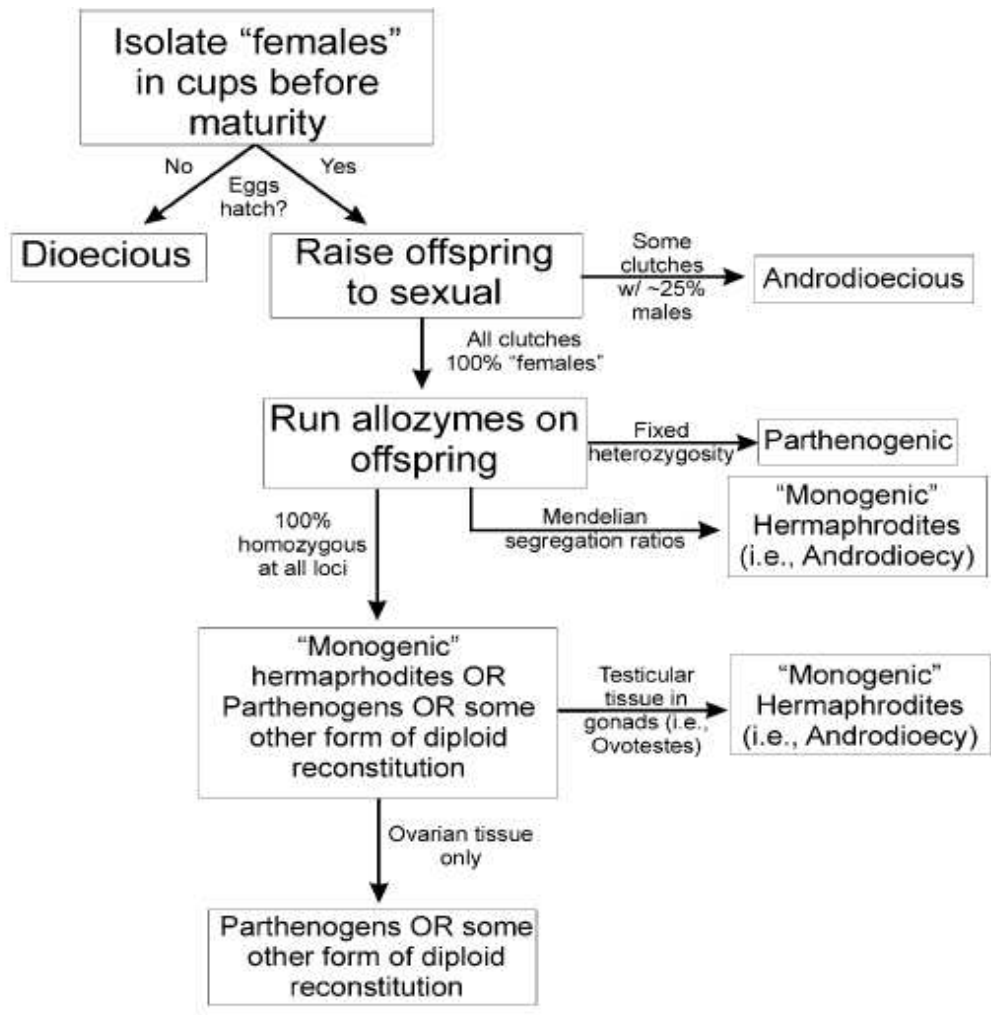 Isolate “females”
in cups before
maturity
No
Yes
Eggs
hatch?
Dioecious
Raise offspring
to sexual
Some
clutches
w/ ~25%
males
Androdioecious
All clutches
100% “females”
Run allozymes on
offspring
Fixed
heterozygosity
Parthenogenic
100%
homozygous
at all loci
Mendelian
segregation ratios
“Monogenic”
Hermaphrodites
(i.e., Androdioecy)
“Monogenic”
hermaprhodites OR
Parthenogens OR some
other form of diploid
reconstitution
Testicular
tissue in
gonads (i.e.,
Ovotestes)
“Monogenic”
Hermaphrodites
(i.e., Androdioecy)
Ovarian tissue
only
Parthenogens OR some
other form of diploid
reconstitution